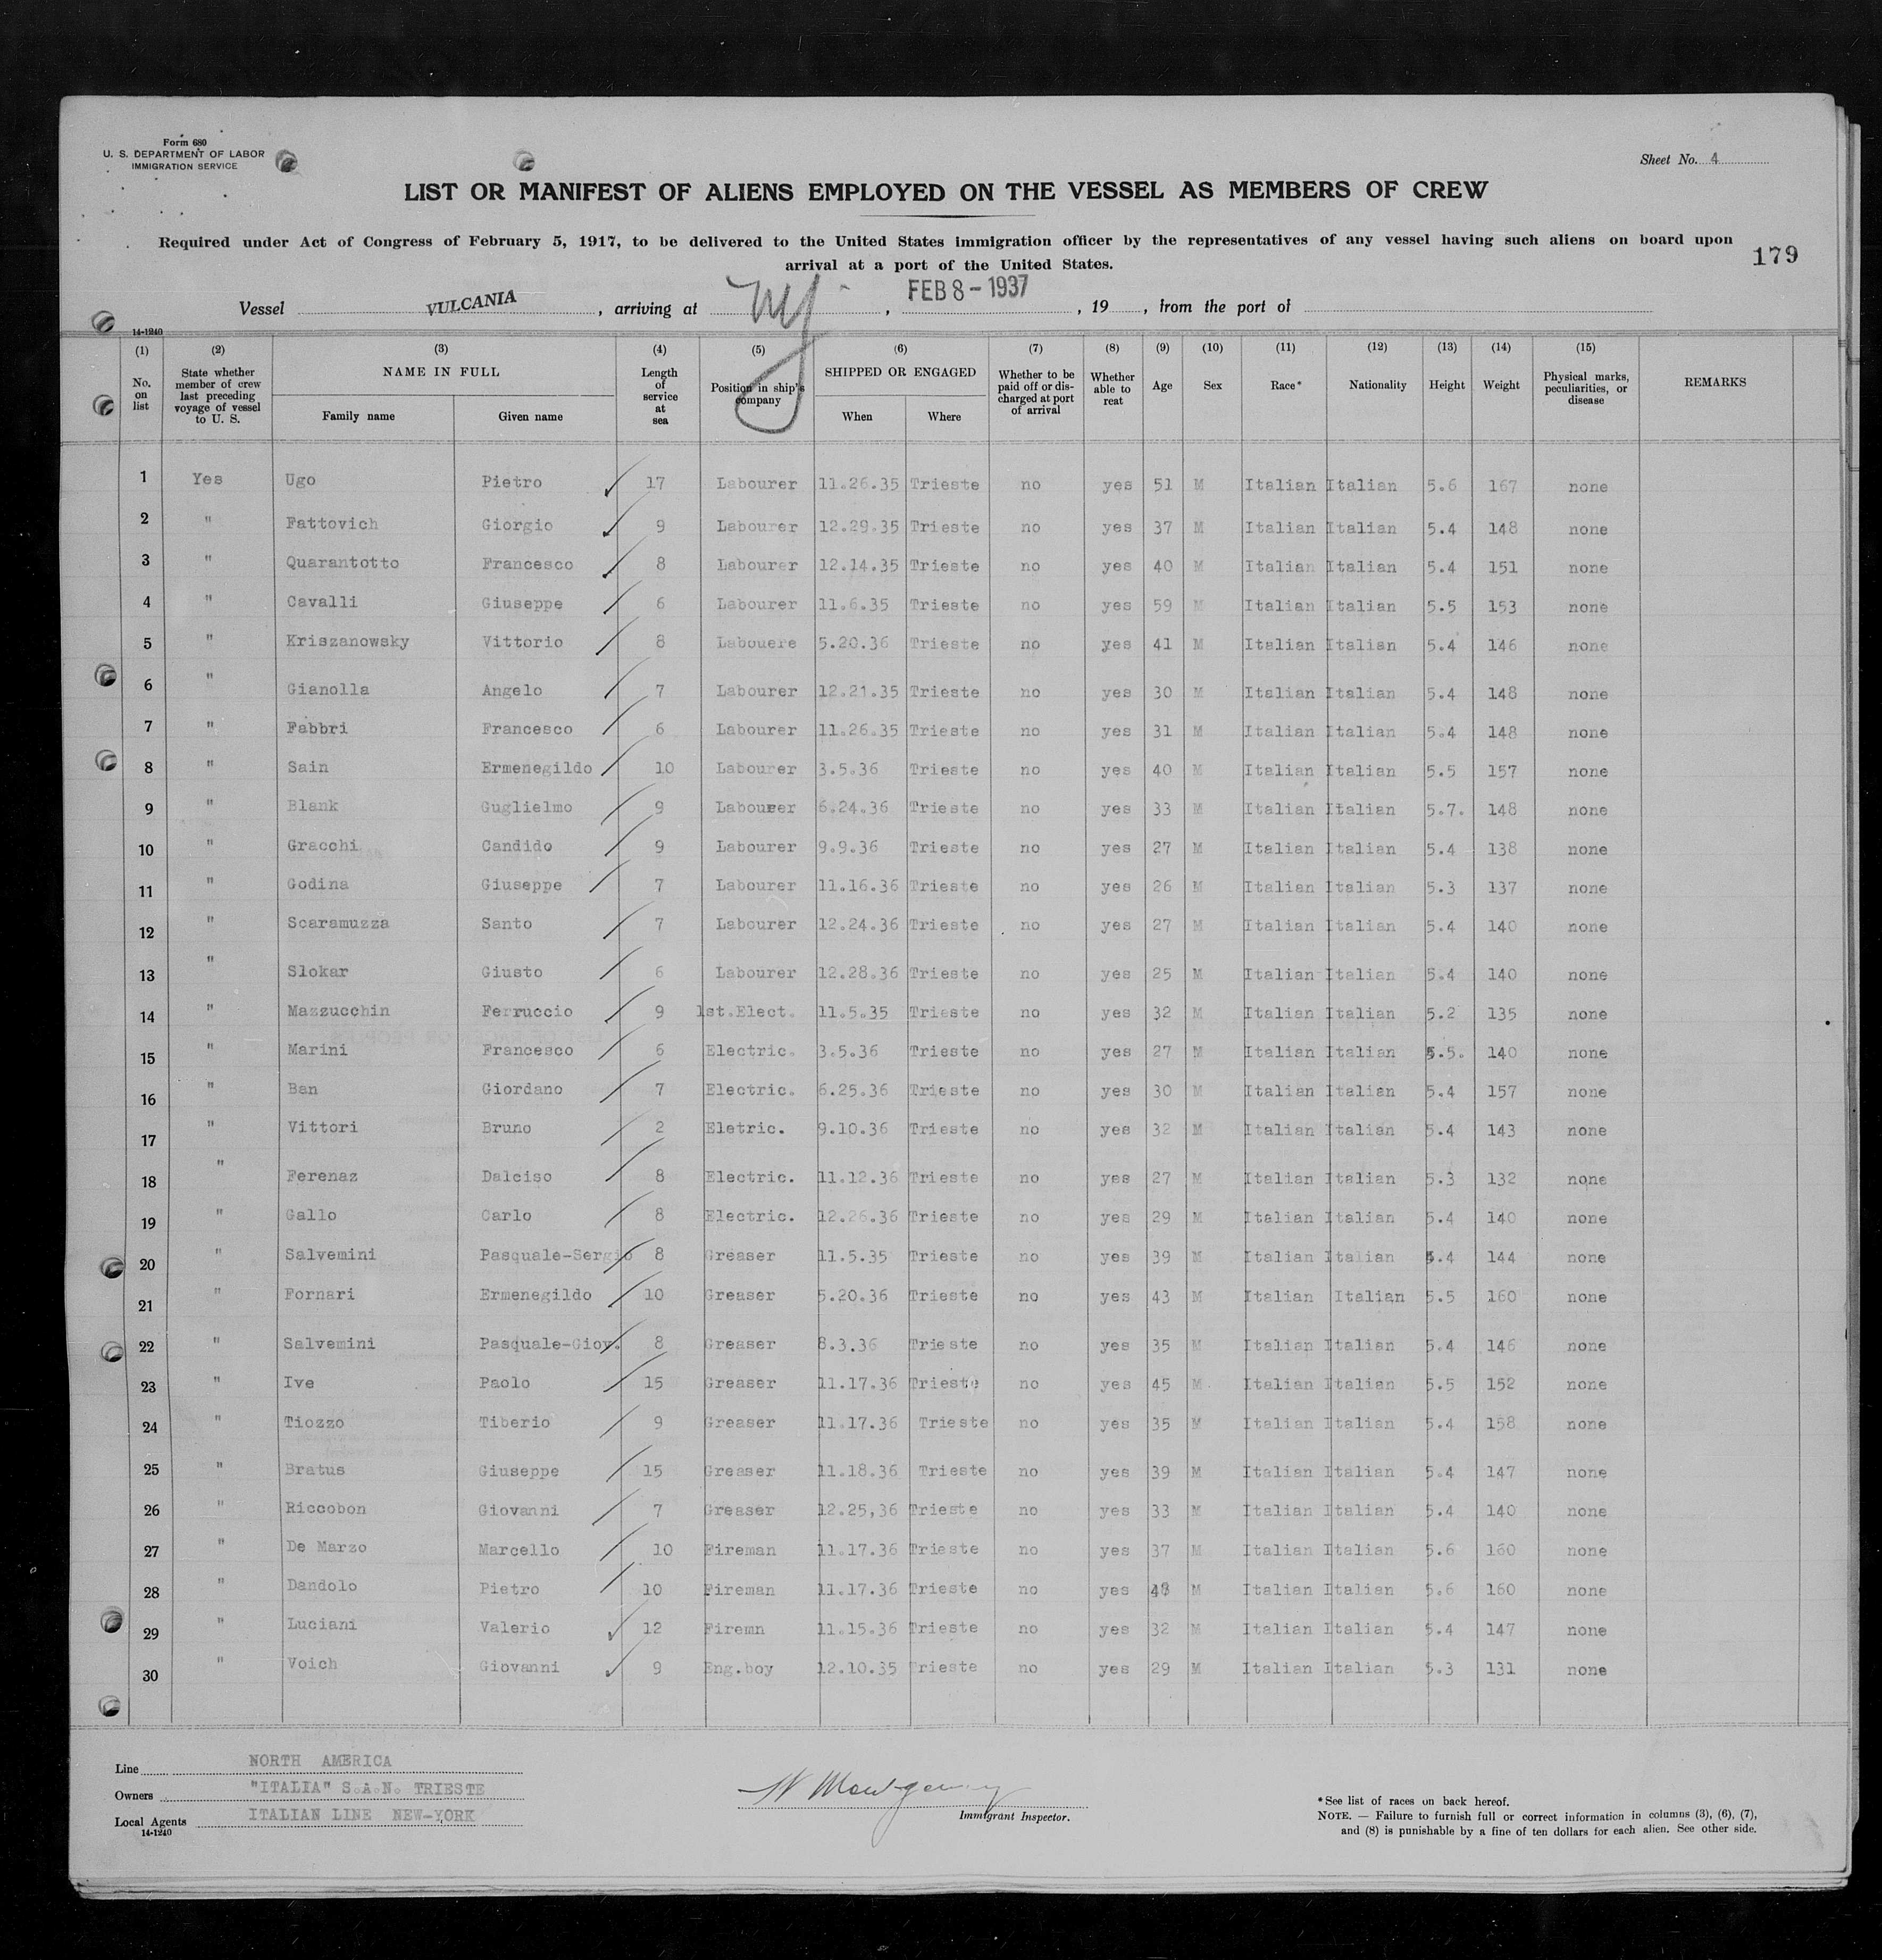 Form 680
U. S. DEPARTMENT OF LABOR
IMMIGRATION SERVICE
Sheet No. 4
LIST OR MANIFEST OF ALIENS EMPLOYED ON THE VESSEL AS MEMBERS OF CREW
Required under Act of Congress of February 5, 1917, to be delivered to the United States immigration officer by the representatives of any vessel having such aliens on board upon
arrival at a port of the United States.
179
Vessel VULCANIA, arriving at NY, FEB 8 - 1937, 19 , from the port of
14-1240
(1) (2) (3) (4) (5) (6) (7) (8) (9) (10) (11) (12) (13) (14) (15)
No. on list State whether member of crew last preceding voyage of vessel to U. S. NAME IN FULL Family name Given name Length of service at sea Position in ship's company SHIPPED OR ENGAGED When Where Whether to be paid off or discharged at port of arrival Whether able to reat Age Sex Race* Nationality Height Weight Physical marks, peculiarities, or disease REMARKS
1 Yes Ugo Pietro 17 Labourer 11.26.35 Trieste no yes 51 M Italian Italian 5.6 167 none
2 " Fattovich Giorgio 9 Labourer 12.29.35 Trieste no yes 37 M Italian Italian 5.4 148 none
3 " Quarantotto Francesco 8 Labourer 12.14.35 Trieste no yes 40 M Italian Italian 5.4 151 none
4 " Cavalli Giuseppe 6 Labourer 11.6.35 Trieste no yes 59 M Italian Italian 5.5 153 none
5 " Kriszanowsky Vittorio 8 Labouere 5.20.36 Trieste no yes 41 M Italian Italian 5.4 146 none
6 " Gianolla Angelo 7 Labourer 12.21.35 Trieste no yes 30 M Italian Italian 5.4 148 none
7 " Fabbri Francesco 6 Labourer 11.26.35 Trieste no yes 31 M Italian Italian 5.4 148 none
8 " Sain Ermenegildo 10 Labourer 3.5.36 Trieste no yes 40 M Italian Italian 5.5 157 none
9 " Blank Guglielmo 9 Labourer 6.24.36 Trieste no yes 33 M Italian Italian 5.7. 148 none
10 " Gracchi Candido 9 Labourer 9.9.36 Trieste no yes 27 M Italian Italian 5.4 138 none
11 " Godina Giuseppe 7 Labourer 11.16.36 Trieste no yes 26 M Italian Italian 5.3 137 none
12 " Scaramuzza Santo 7 Labourer 12.24.36 Trieste no yes 27 M Italian Italian 5.4 140 none
13 " Slokar Giusto 6 Labourer 12.28.36 Trieste no yes 25 M Italian Italian 5.4 140 none
14 " Mazzucchin Ferruccio 9 1st.Elect. 11.5.35 Trieste no yes 32 M Italian Italian 5.2 135 none
15 " Marini Francesco 6 Electric. 3.5.36 Trieste no yes 27 M Italian Italian 5.5. 140 none
16 " Ban Giordano 7 Electric. 6.25.36 Trieste no yes 30 M Italian Italian 5.4 157 none
17 " Vittori Bruno 2 Eletric. 9.10.36 Trieste no yes 32 M Italian Italian 5.4 143 none
18 " Ferenaz Dalciso 8 Electric. 11.12.36 Trieste no yes 27 M Italian Italian 5.3 132 none
19 " Gallo Carlo 8 Electric. 12.26.36 Trieste no yes 29 M Italian Italian 5.4 140 none
20 " Salvemini Pasquale-Sergio 8 Greaser 11.5.35 Trieste no yes 39 M Italian Italian 5.4 144 none
21 " Fornari Ermenegildo 10 Greaser 5.20.36 Trieste no yes 43 M Italian Italian 5.5 160 none
22 " Salvemini Pasquale-Giov. 8 Greaser 8.3.36 Trieste no yes 35 M Italian Italian 5.4 146 none
23 " Ive Paolo 15 Greaser 11.17.36 Trieste no yes 45 M Italian Italian 5.5 152 none
24 " Tiozzo Tiberio 9 Greaser 11.17.36 Trieste no yes 35 M Italian Italian 5.4 158 none
25 " Bratus Giuseppe 15 Greaser 11.18.36 Trieste no yes 39 M Italian Italian 5.4 147 none
26 " Riccobon Giovanni 7 Greaser 12.25,36 Trieste no yes 33 M Italian Italian 5.4 140 none
27 " De Marzo Marcello 10 Fireman 11.17.36 Trieste no yes 37 M Italian Italian 5.6 160 none
28 " Dandolo Pietro 10 Fireman 11.17.36 Trieste no yes M Italian Italian 5.6 160 none
29 " Luciani Valerio 12 Firemn 11.15.36 Trieste no yes 32 M Italian Italian 5.4 147 none
30 " Voich Giovanni 9 Eng.boy 12.10.35 Trieste no yes 29 M Italian Italian 5.3 131 none
Line NORTH AMERICA
Owners "ITALIA" S.A.N. TRIESTE
Local Agents ITALIAN LINE NEW-YORK
14-1240
Montgomery
Immigrant Inspector.
*See list of races on back hereof.
NOTE. — Failure to furnish full or correct information in columns (3), (6), (7),
and (8) is punishable by a fine of ten dollars for each alien. See other side.